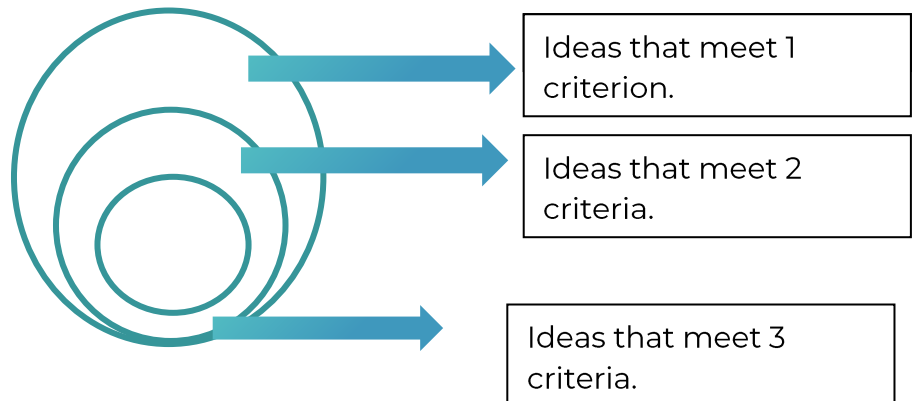 Ideas that meet 1
criterion.
Ideas that meet 2
criteria.
Ideas that meet 3
criteria.